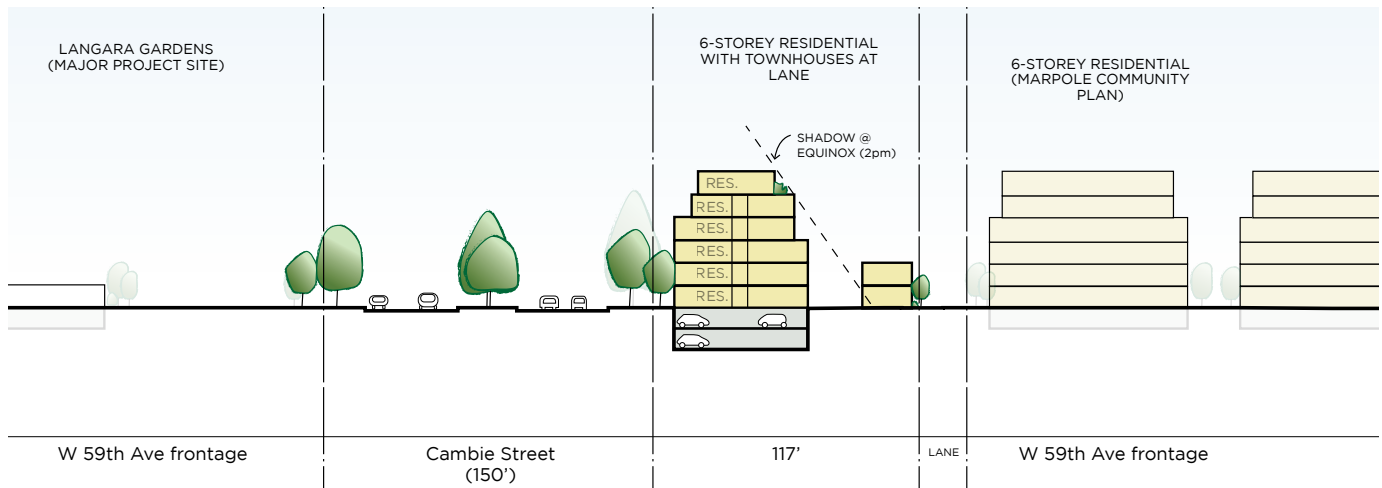 LANGARA GARDENS
(MAJOR PROJECT SITE)
6-STOREY RESIDENTIAL
WITH TOWNHOUSES AT
LANE
6-STOREY RESIDENTIAL
(MARPOLE COMMUNITY
PLAN)
SHADOW @
EQUINOX (2pm)
RES.
RES.
RES.
RES.
RES.
RES.
W 59th Ave frontage
Cambie Street
(150')
117'
LANE
W 59th Ave frontage